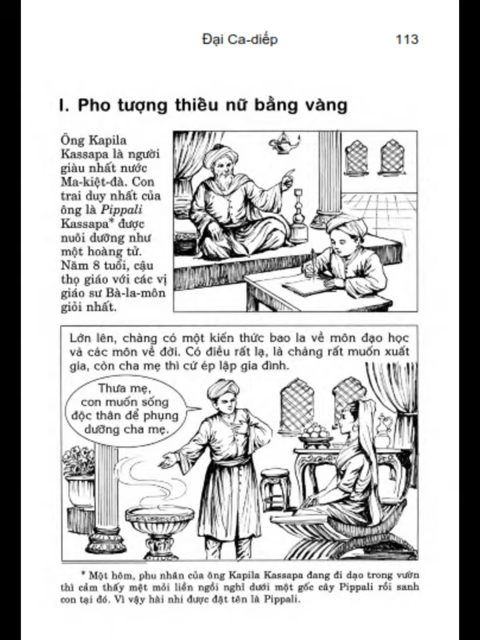 Đại Ca-diếp 113
I. Pho tượng thiều nữ bằng vàng
Ông Kapila
Kassapa là người
giàu nhất nước
Ma-kiệt-đà. Con
trai duy nhất của
ông là Pippali
Kassapa* được
nuôi dưỡng như
một hoàng tử.
Năm 8 tuổi, cậu
thọ giáo với các vị
giáo sư Bà-la-môn
giỏi nhất.
Lớn lên, chàng có một kiến thức bao la về môn đạo học
và các môn về đời. Có điều rất lạ, là chàng rất muốn xuất
gia, còn cha mẹ thì cứ ép lập gia đình.
Thưa mẹ,
con muốn sống
độc thân để phụng
dưỡng cha mẹ.
* Một hôm, phu nhân của ông Kapila Kassapa đang đi dạo trong vườn
thì cảm thấy mệt mỏi liền ngồi nghỉ dưới một gốc cây Pippali rồi sanh
con tại đó. Vì vậy hài nhi được đặt tên là Pippali.